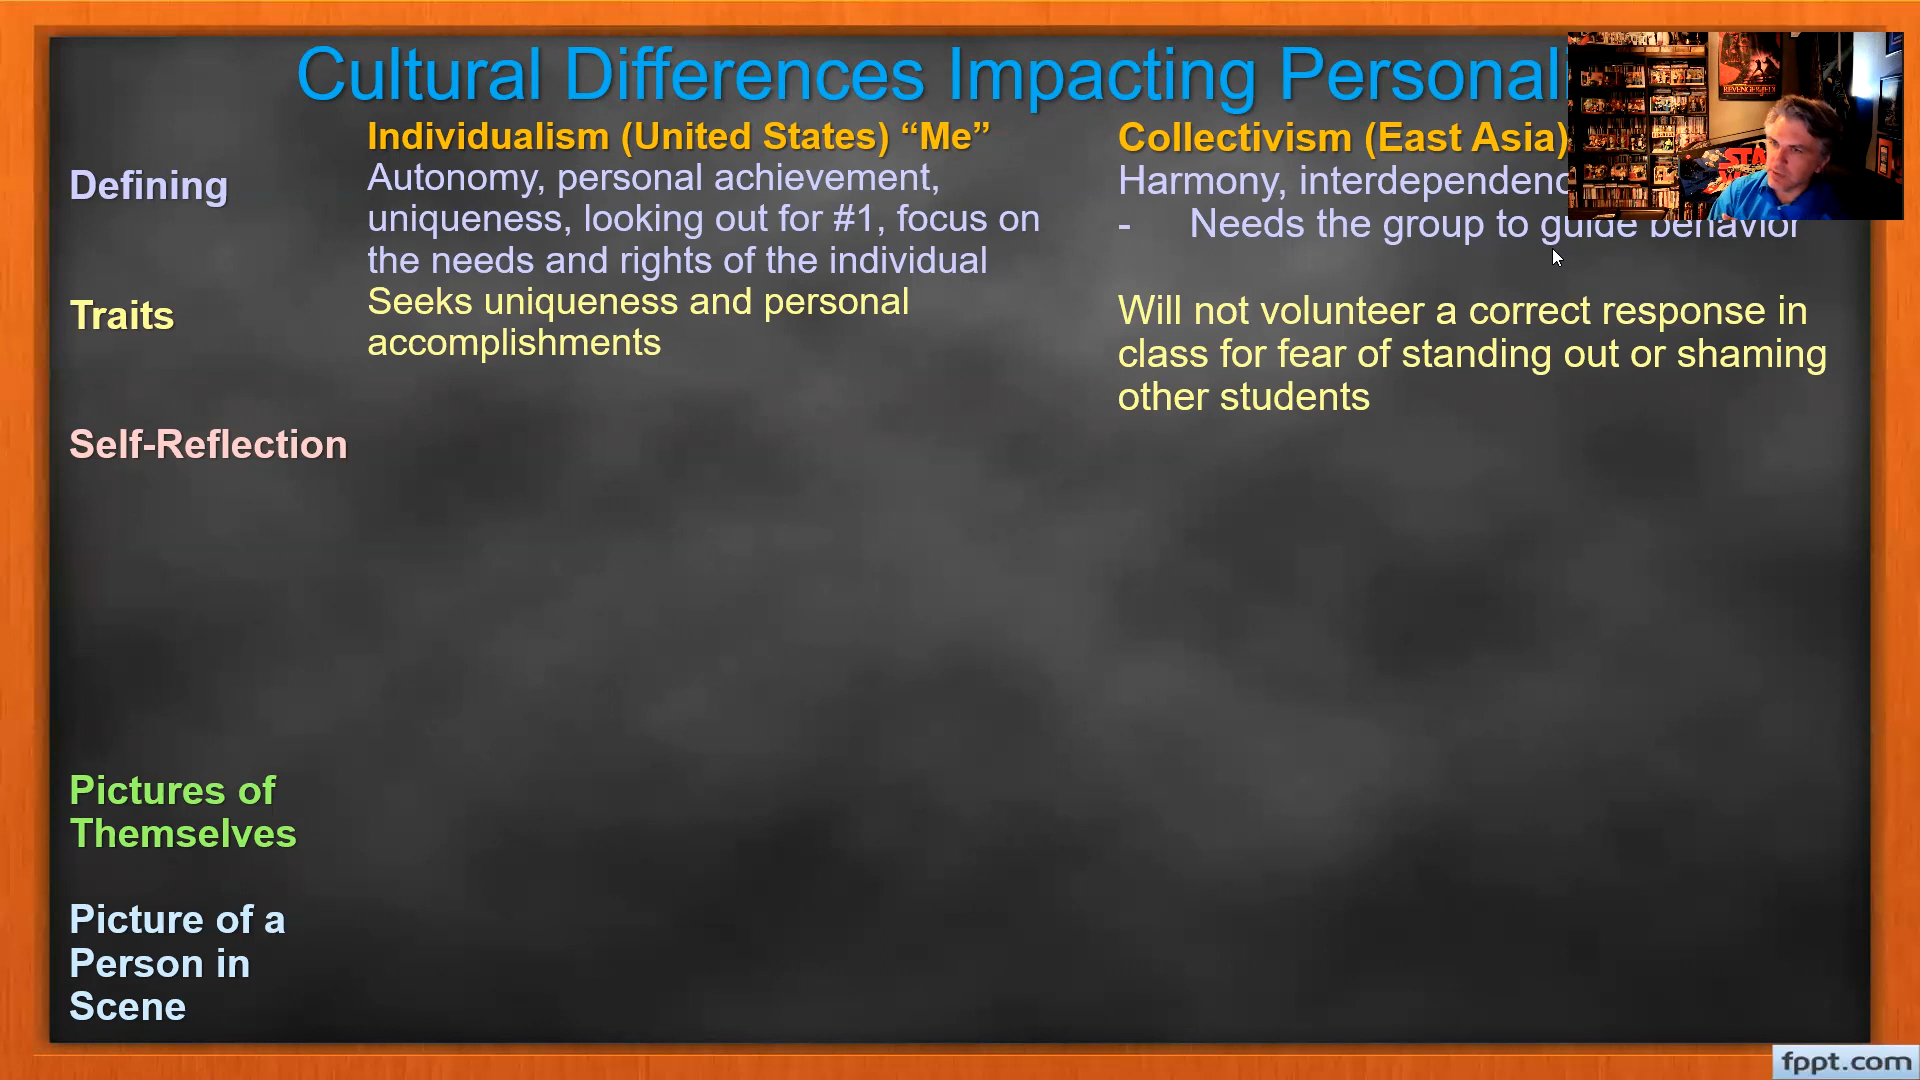 Cultural Differences Impacting
Individualism (United States) “Me”
Collectivism (East Asia)
Defining
Autonomy, personal achievement,
uniqueness, looking out for #1, focus on
the needs and rights of the individual
Harmony,
- Needs the group to guide behavior
Traits
Seeks uniqueness and personal
accomplishments
Will not volunteer a correct response in
class for fear of standing out or shaming
other students
Self-Reflection
Pictures of
Themselves
Picture of a
Person in
Scene
fppt.com